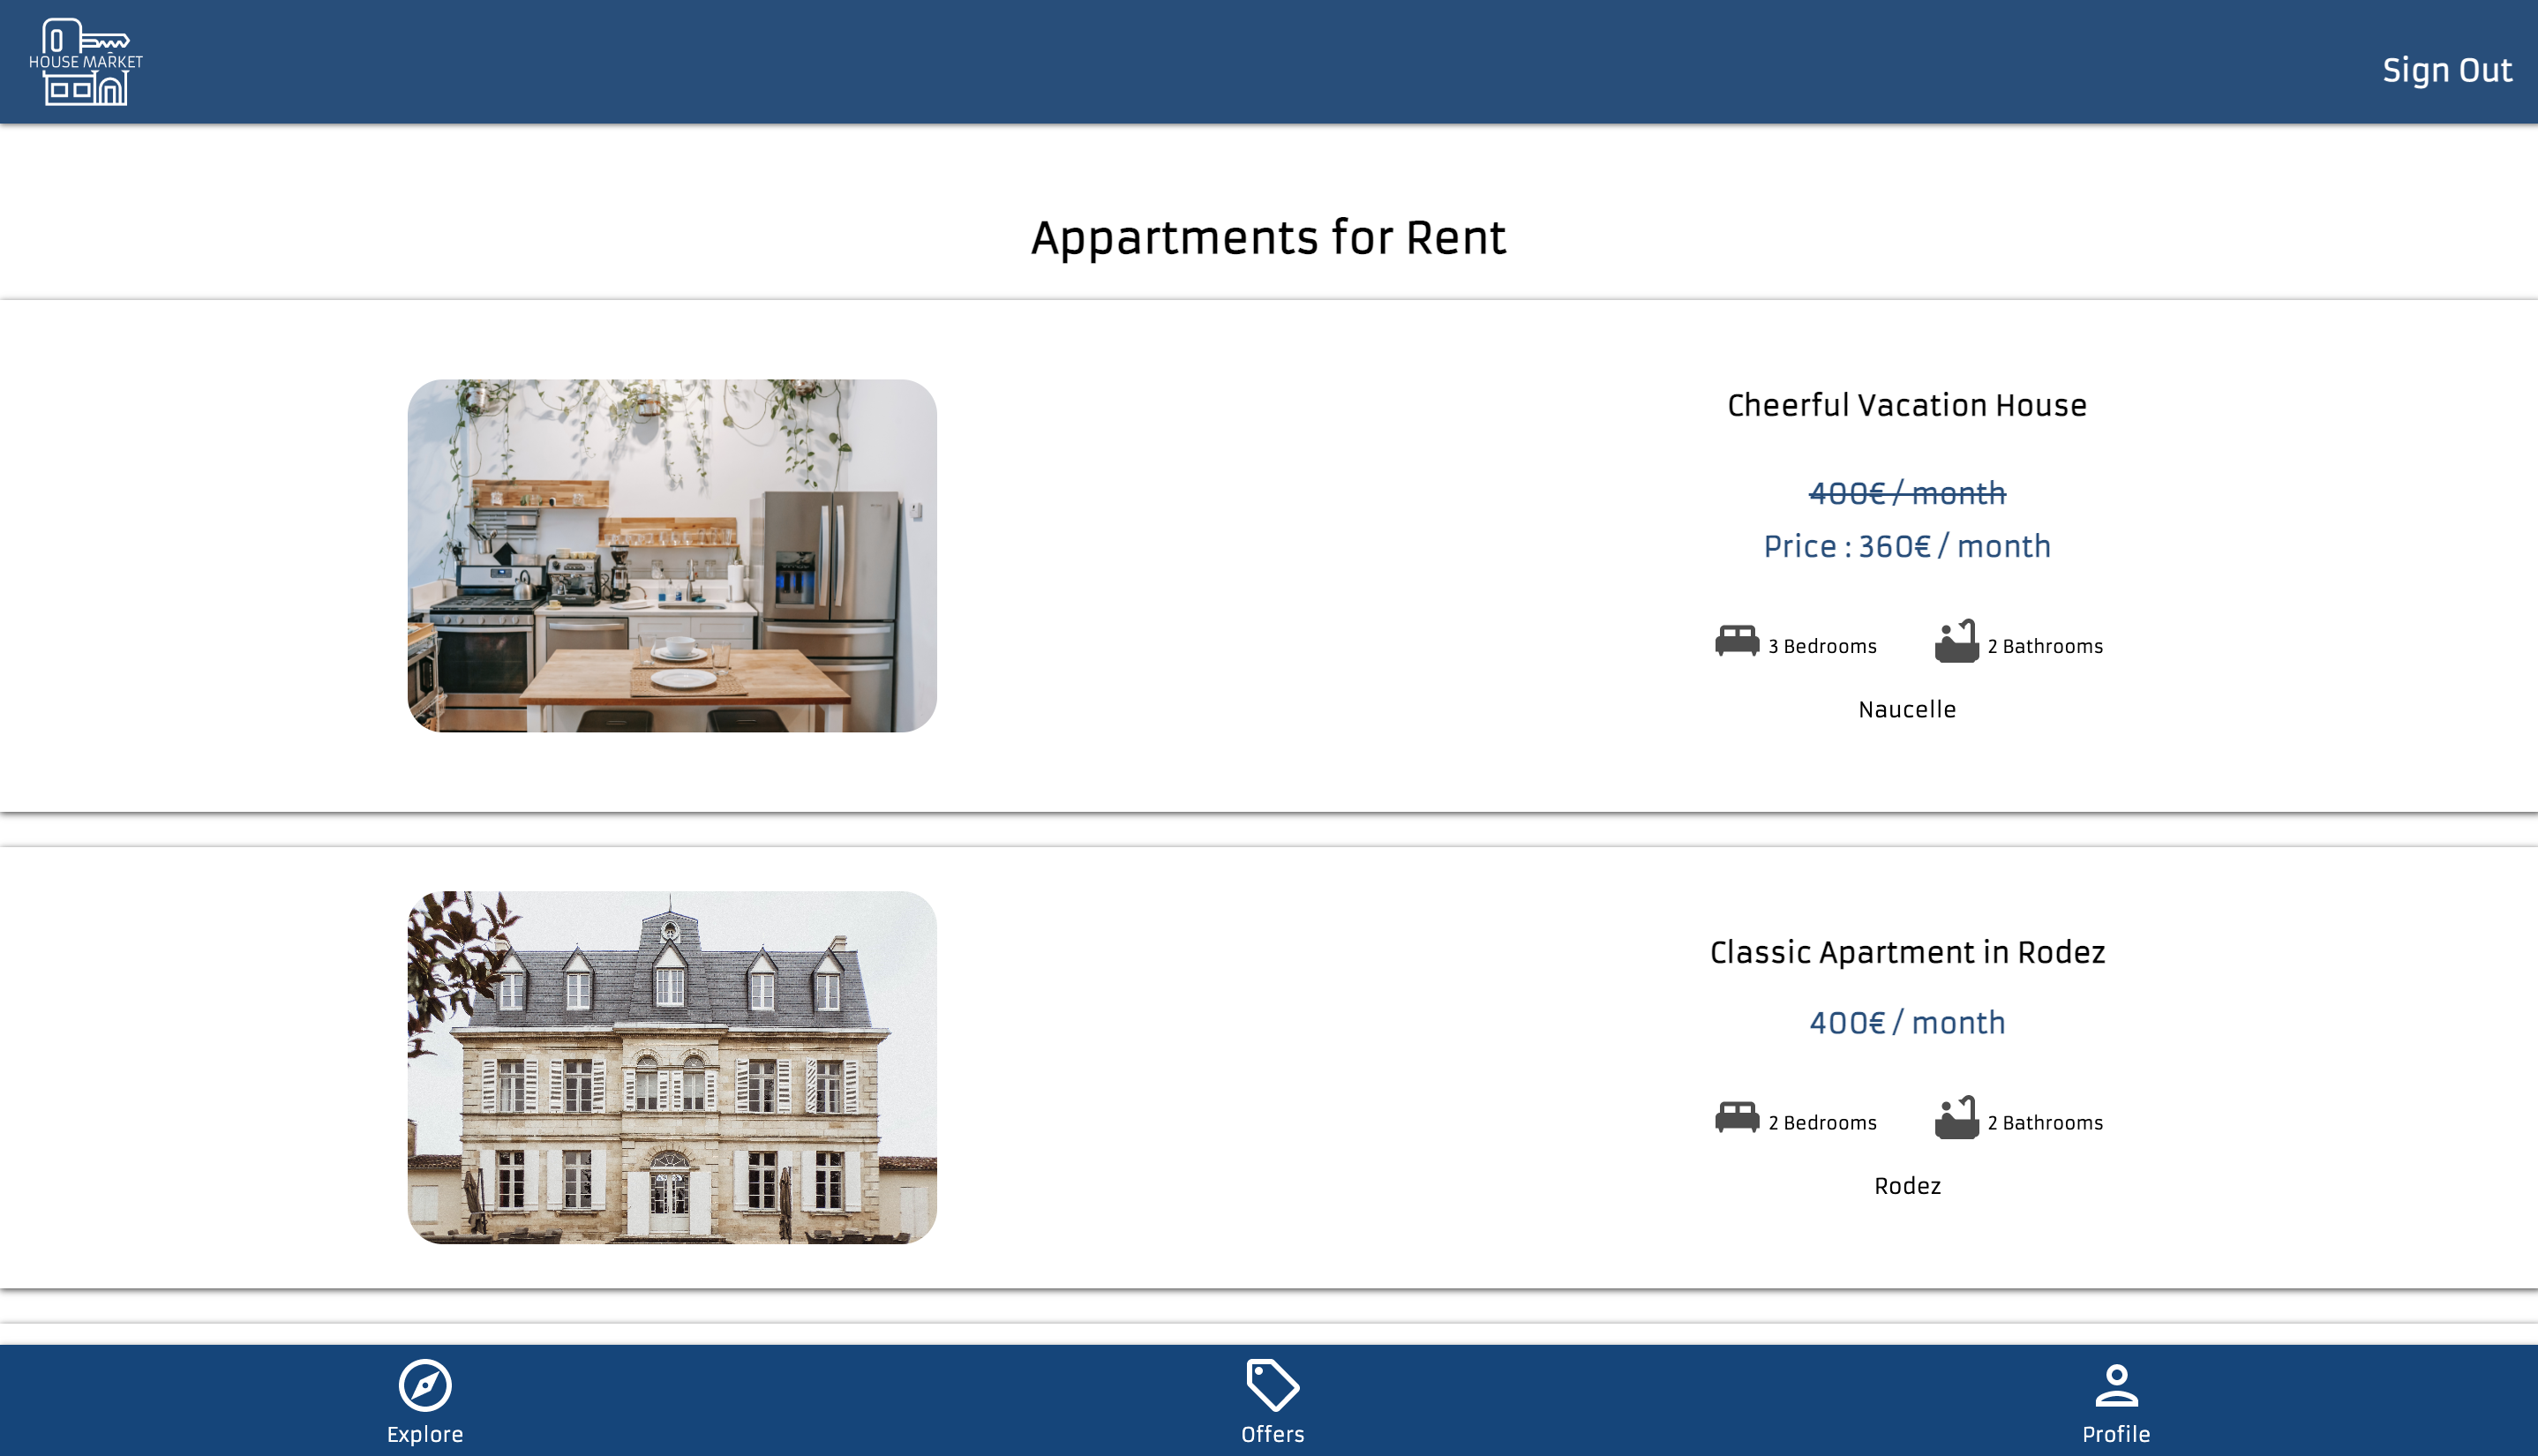 HOUSE MARKET
Sign Out
Appartments for Rent
Cheerful Vacation House
400€ / month
Price : 360€ / month
3 Bedrooms
2 Bathrooms
Naucelle
Classic Apartment in Rodez
400€ / month
2 Bedrooms
2 Bathrooms
Rodez
Explore
Offers
Profile